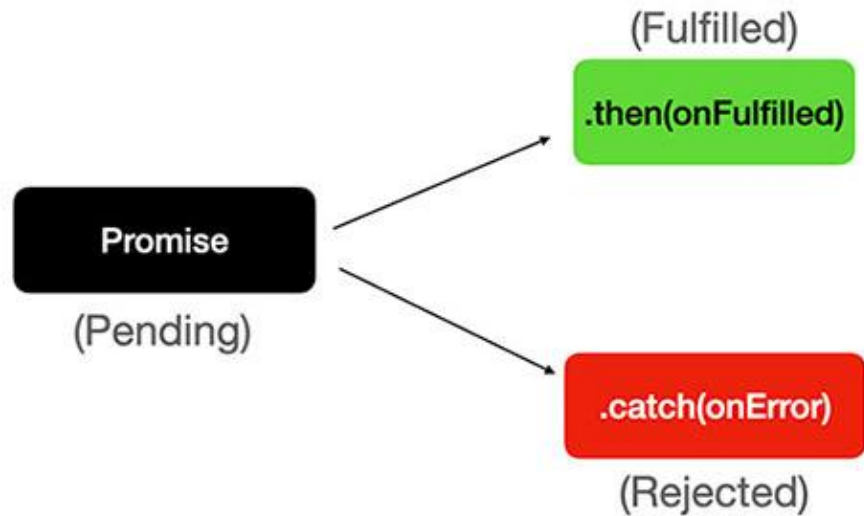 (Fulfilled)
.then(onFulfilled)
Promise
(Pending)
.catch(onError)
(Rejected)